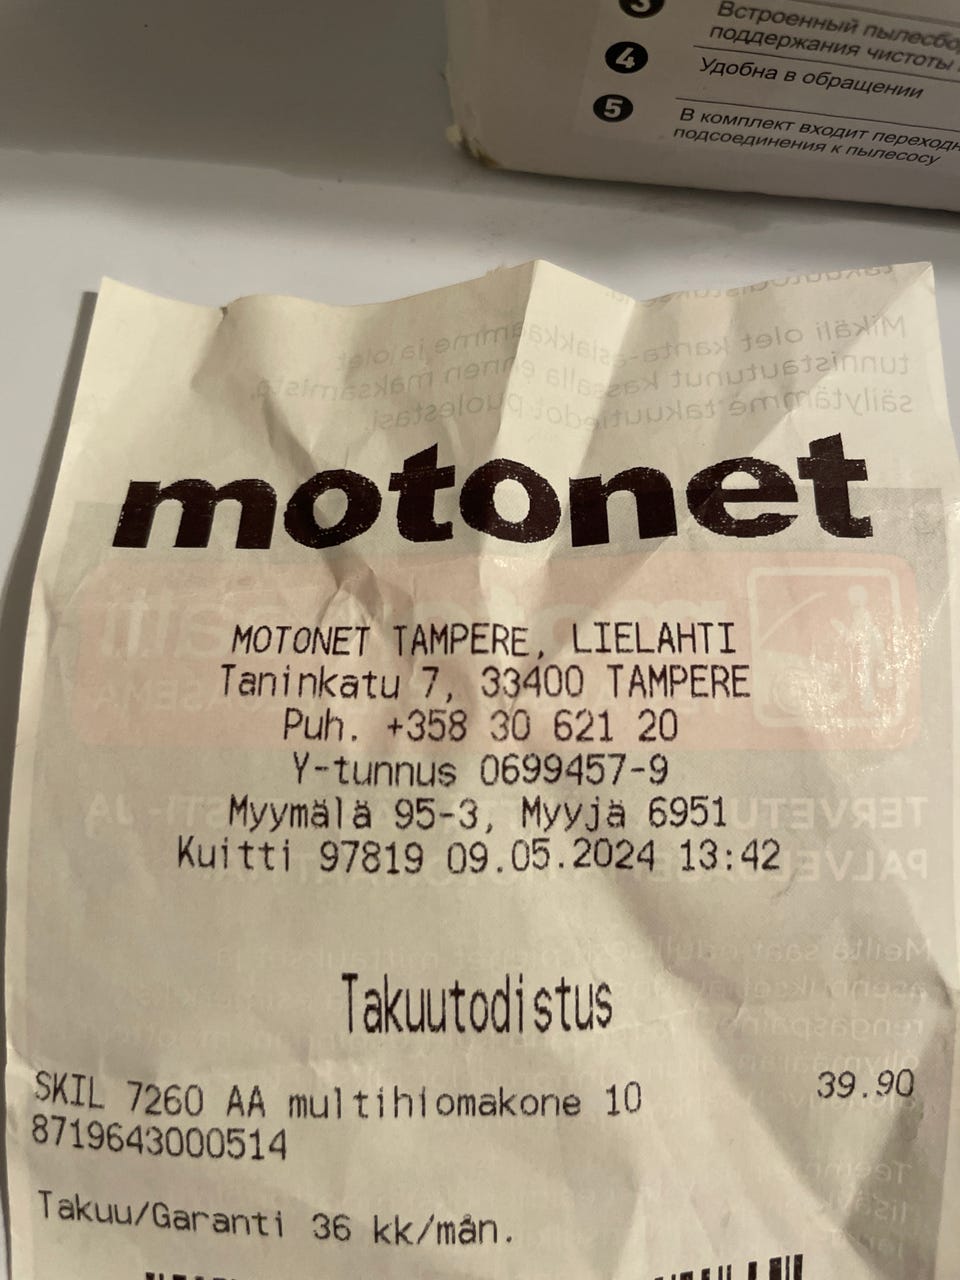 3
Встроенный
поддержания чистоты
4
Удобна в обращении
5
В комплект входит
подсоединения к пылесосу
Mikäli olet kanta-asiakkaamme ja olet
tunnistautunut kassalla ennen maksamista,
säilytämme takuutiedot puolestasi.
motonet
MOTONET TAMPERE, LIELAHTI
Taninkatu 7, 33400 TAMPERE
Puh. +358 30 621 20
Y-tunnus 0699457-9
Myymälä 95-3, Myyjä 6951
Kuitti 97819 09.05.2024 13:42
Takuutodistus
SKIL 7260 AA multihiomakone 10 39.90
8719643000514
Takuu/Garanti 36 kk/mån.